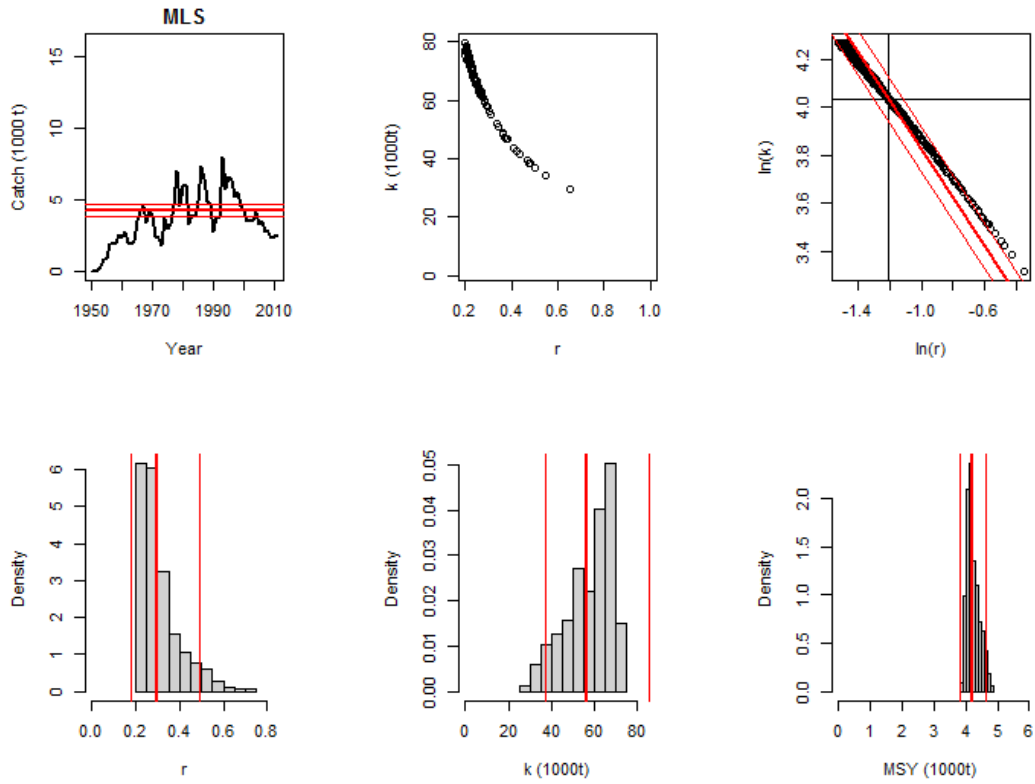 MLS
Catch (1000 t)
15
10
5
0
1950 1970 1990 2010
Year
k (1000t)
80
60
40
20
0
0.2 0.4 0.6 0.8 1.0
r
ln(k)
4.2
4.0
3.8
3.6
3.4
-1.4 -1.0 -0.6
ln(r)
Density
6
5
4
3
2
1
0
0.0 0.2 0.4 0.6 0.8
r
Density
0.05
0.04
0.03
0.02
0.01
0.00
0 20 40 60 80
k (1000t)
Density
2.0
1.5
1.0
0.5
0.0
0 1 2 3 4 5 6
MSY (1000t)